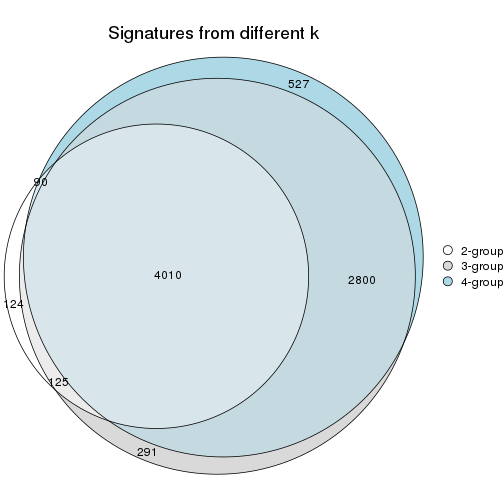 Signatures from different k
527
90
4010
2800
124
125
291
2-group
3-group
4-group